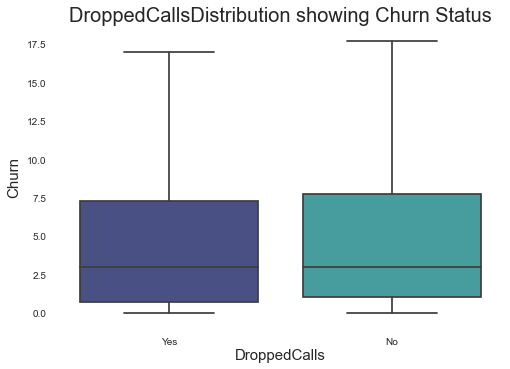 DroppedCallsDistribution showing Churn Status
17.5
15.0
12.5
10.0
7.5
5.0
2.5
0.0
Churn
Yes
No
DroppedCalls